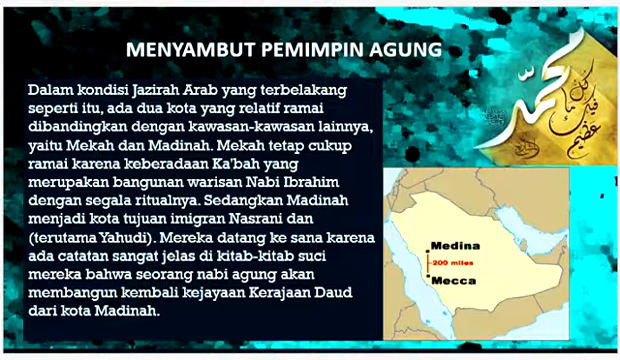 MENYAMBUT PEMIMPIN AGUNG
Dalam kondisi Jazirah Arab yang terbelakang
seperti itu, ada dua kota yang relatif ramai
dibandingkan dengan kawasan-kawasan lainnya,
yaitu Mekah dan Madinah. Mekah tetap cukup
ramai karena keberadaan Ka'bah yang
merupakan bangunan warisan Nabi Ibrahim
dengan segala ritualnya. Sedangkan Madinah
menjadi kota tujuan imigran Nasrani dan
(terutama Yahudi). Mereka datang ke sana karena
ada catatan sangat jelas di kitab-kitab suci
mereka bahwa seorang nabi agung akan
membangun kembali kejayaan Kerajaan Daud
dari kota Madinah.
محمد
Medina
200 miles
Mecca